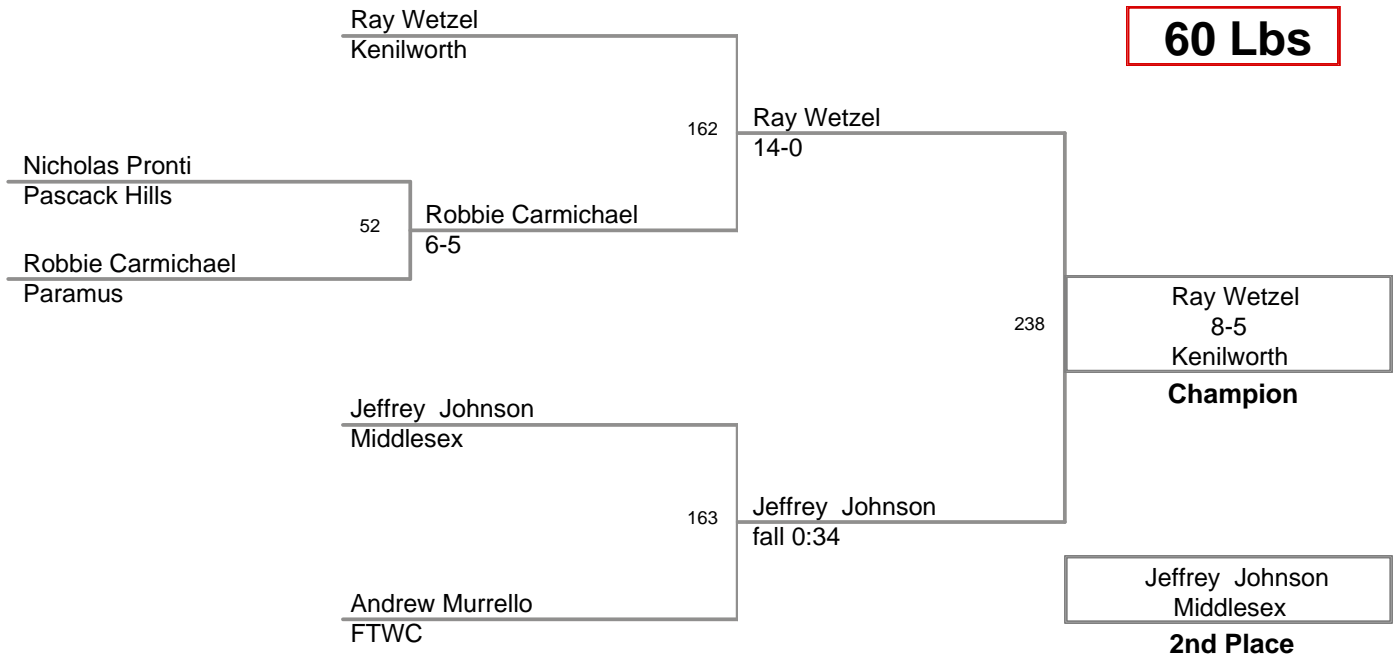 Ray Wetzel
Kenilworth
60 Lbs
162
Ray Wetzel
14-0
Nicholas Pronti
Pascack Hills
52
Robbie Carmichael
6-5
Robbie Carmichael
Paramus
238
Ray Wetzel
8-5
Kenilworth
Champion
Jeffrey Johnson
Middlesex
163
Jeffrey Johnson
fall 0:34
Andrew Murrello
FTWC
Jeffrey Johnson
Middlesex
2nd Place